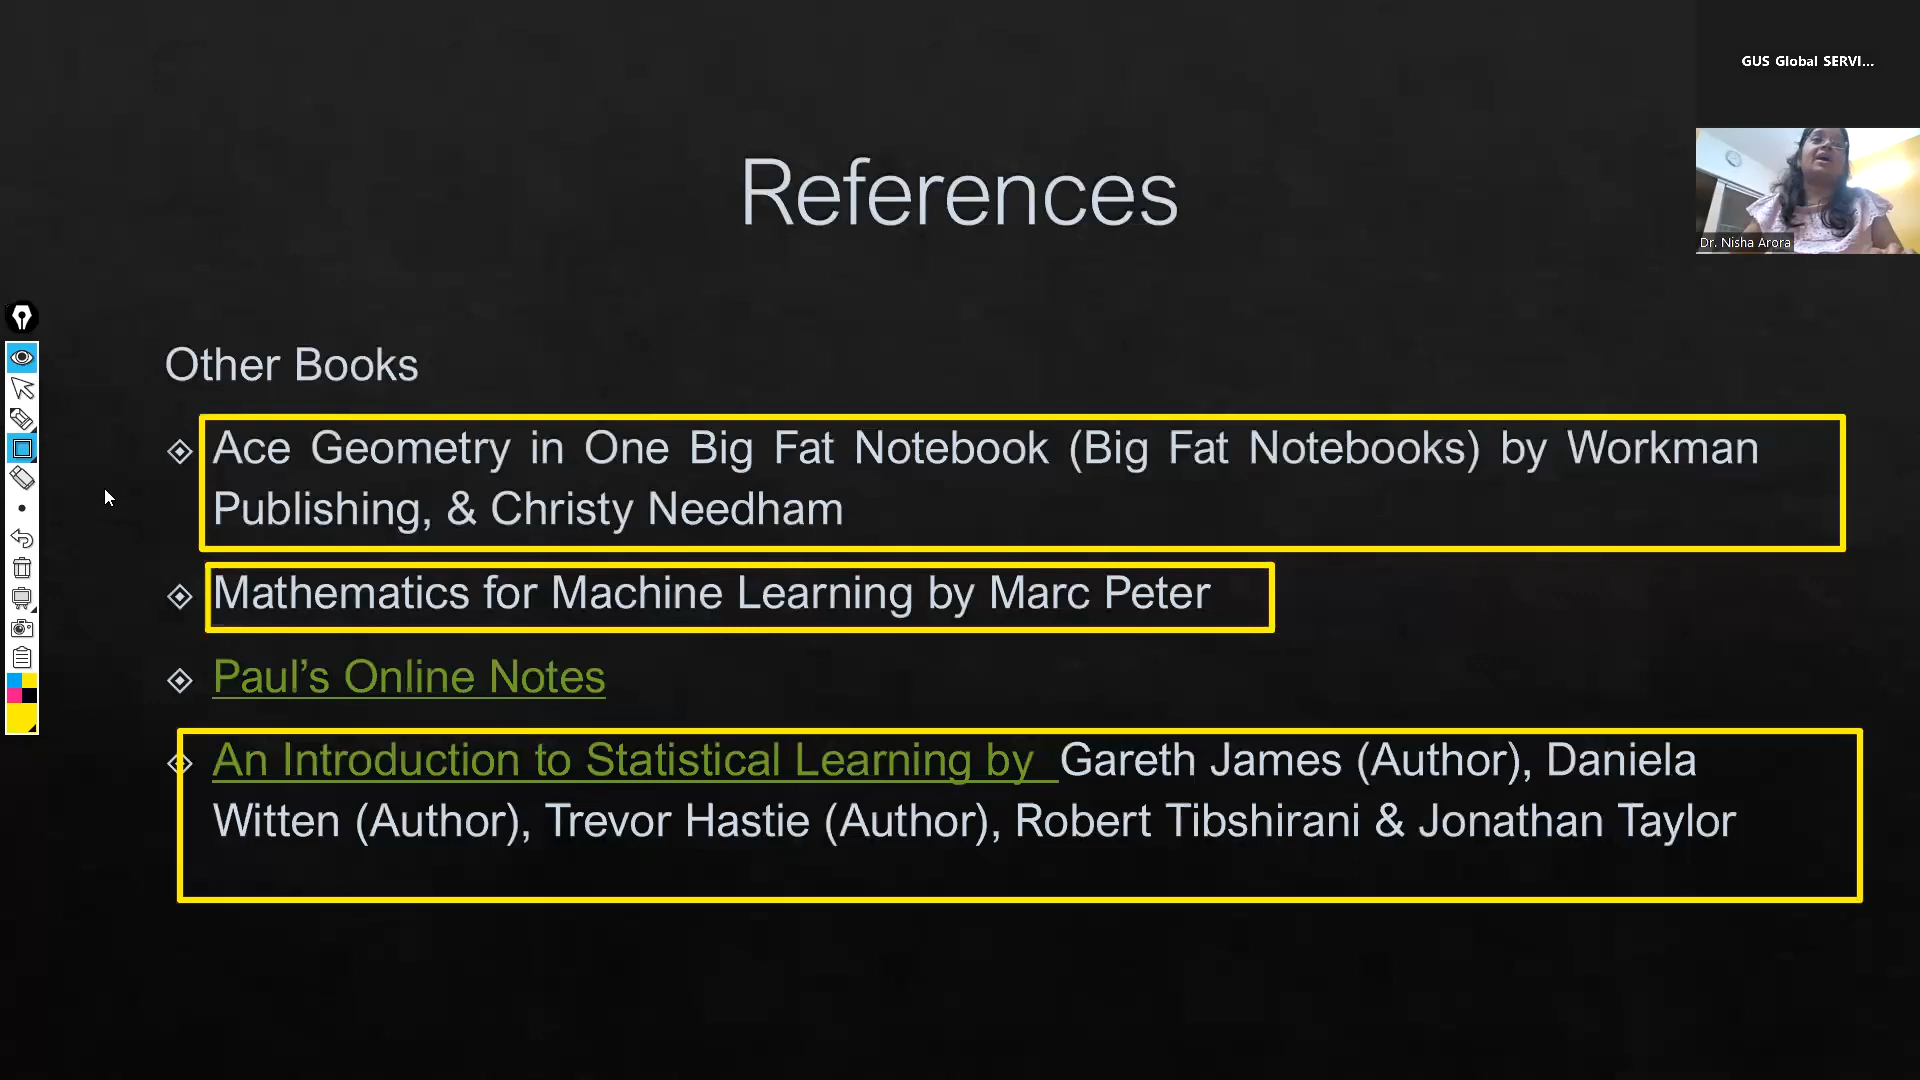 GUS Global SERVI...
References
Dr. Nisha Arora
Other Books
Ace Geometry in One Big Fat Notebook (Big Fat Notebooks) by Workman
Publishing, & Christy Needham
Mathematics for Machine Learning by Marc Peter
Paul’s Online Notes
An Introduction to Statistical Learning by Gareth James (Author), Daniela
Witten (Author), Trevor Hastie (Author), Robert Tibshirani & Jonathan Taylor